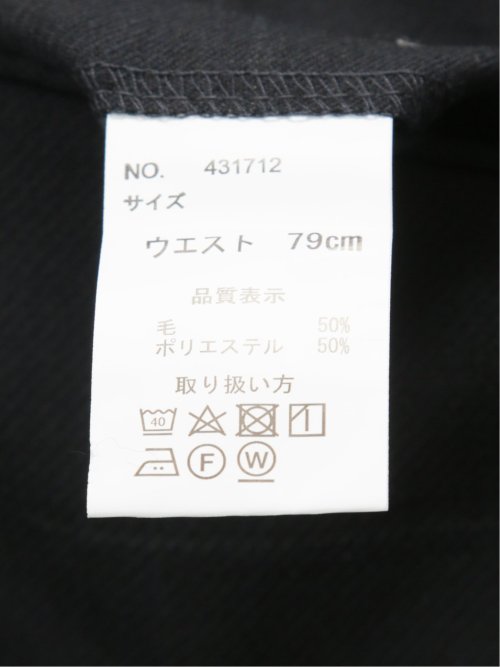 NO. 431712
サイズ
ウエスト 79cm
品質表示
毛 50%
ポリエステル 50%
取り扱い方
40
F W